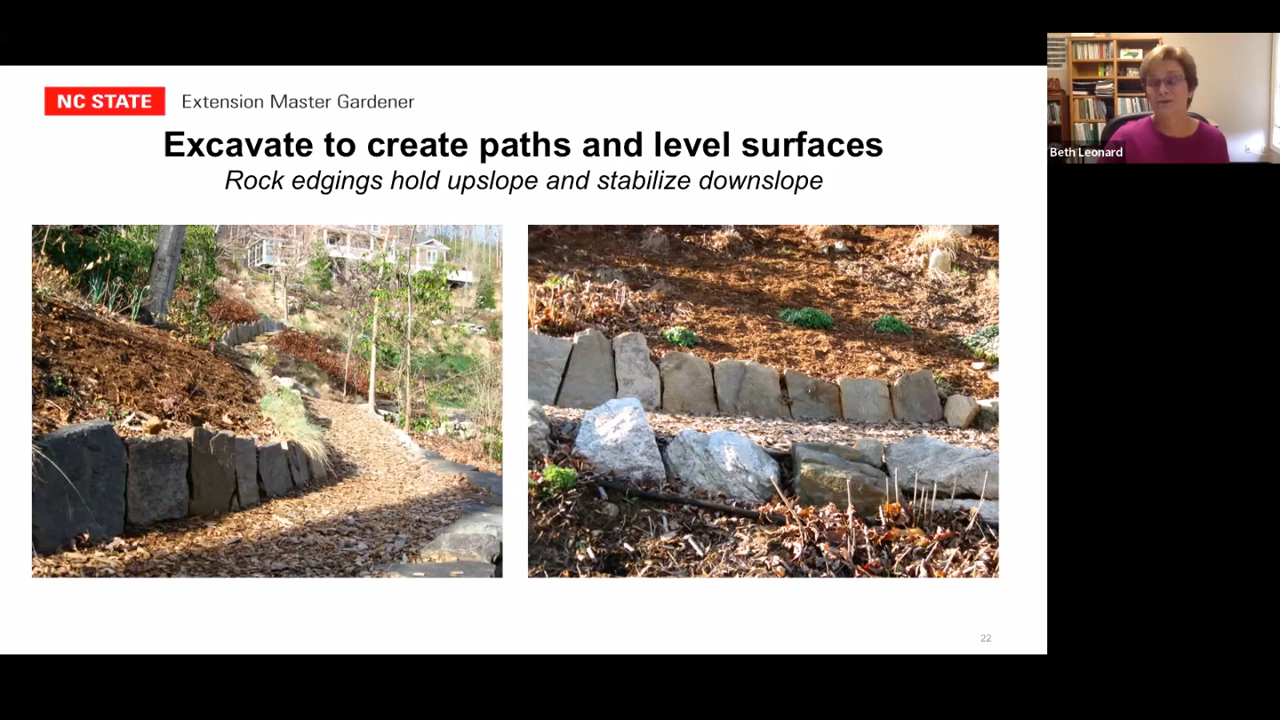 NC STATE Extension Master Gardener
Excavate to create paths and level surfaces
Rock edgings hold upslope and stabilize downslope
22
Beth Leonard